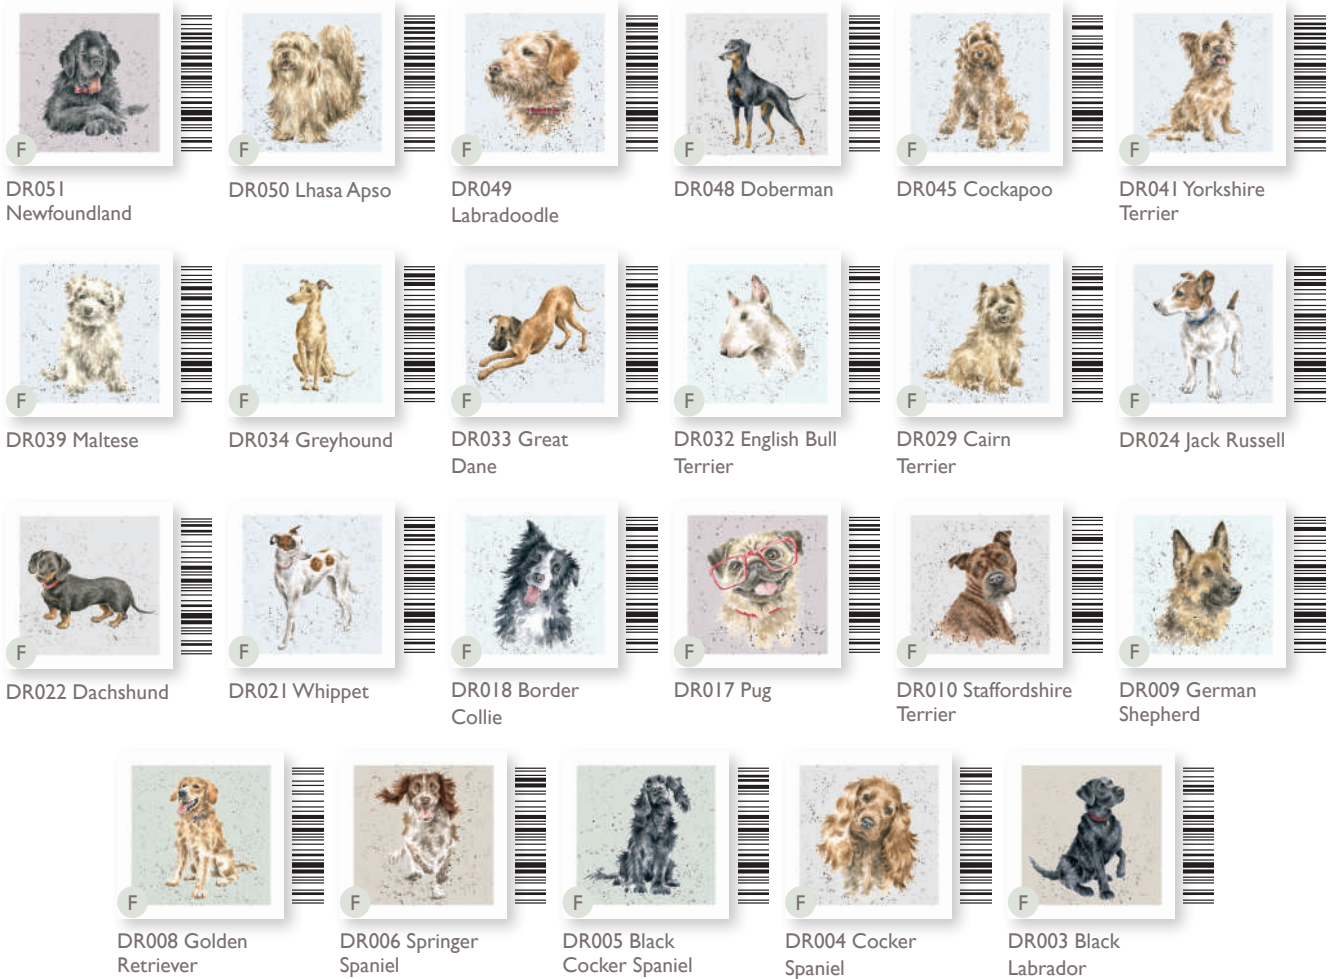 F
F
F
F
F
F
DR051
Newfoundland
DR050 Lhasa Apso
DR049
Labradoodle
DR048 Doberman
DR045 Cockapoo
DR041 Yorkshire
Terrier
F
F
F
F
F
F
DR039 Maltese
DR034 Greyhound
DR033 Great
Dane
DR032 English Bull
Terrier
DR029 Cairn
Terrier
DR024 Jack Russell
F
F
F
F
F
F
DR022 Dachshund
DR021 Whippet
DR018 Border
Collie
DR017 Pug
DR010 Staffordshire
Terrier
DR009 German
Shepherd
F
F
F
F
F
DR008 Golden
Retriever
DR006 Springer
Spaniel
DR005 Black
Cocker Spaniel
DR004 Cocker
Spaniel
DR003 Black
Labrador